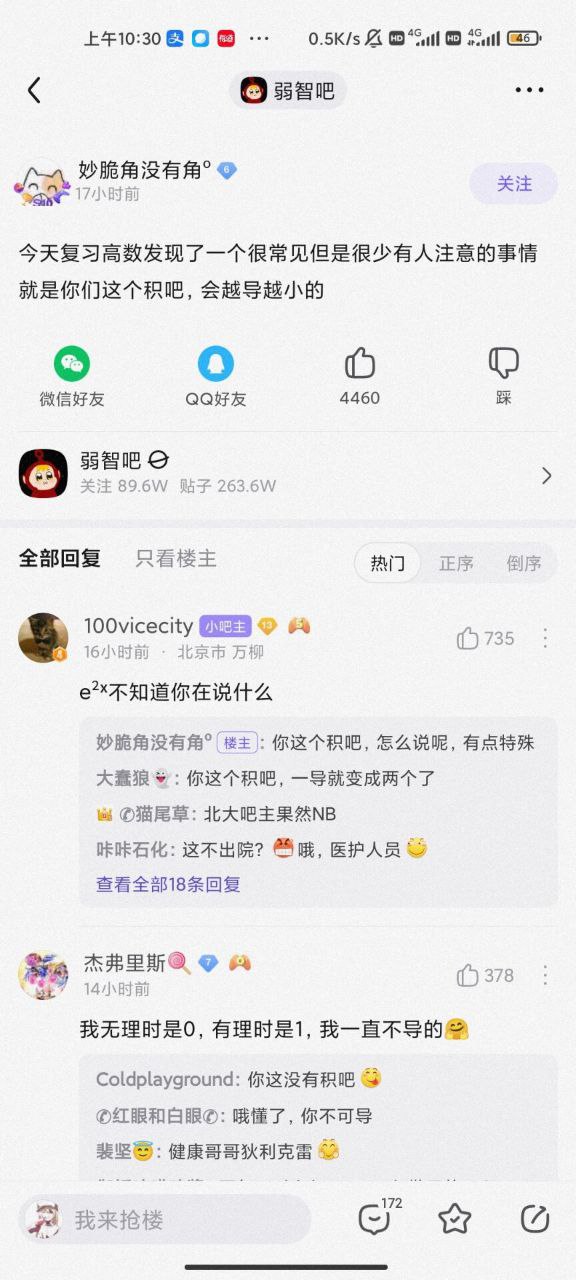 上午10:30 ··· 0.5K/s HD 4G HD 4G 46
弱智吧
妙脆角没有角º 6
17小时前
关注
今天复习高数发现了一个很常见但是很少有人注意的事情
就是你们这个积吧，会越导越小的
微信好友 QQ好友 4460 踩
弱智吧
关注 89.6W 贴子 263.6W
全部回复 只看楼主 热门 正序 倒序
100vicecity 小吧主 13 5
4 16小时前 · 北京市 万柳 735
e²ˣ不知道你在说什么
妙脆角没有角º 楼主：你这个积吧，怎么说呢，有点特殊
大蠢狼👻：你这个积吧，一导就变成两个了
👑✆猫尾草：北大吧主果然NB
咔咔石化：这不出院？哦，医护人员
查看全部18条回复
杰弗里斯🍭 7
14小时前 378
我无理时是0，有理时是1，我一直不导的🤗
Coldplayground：你这没有积吧😋
✆红眼和白眼✆：哦懂了，你不可导
裴坚😇：健康哥哥狄利克雷🤗
我来抢楼 172